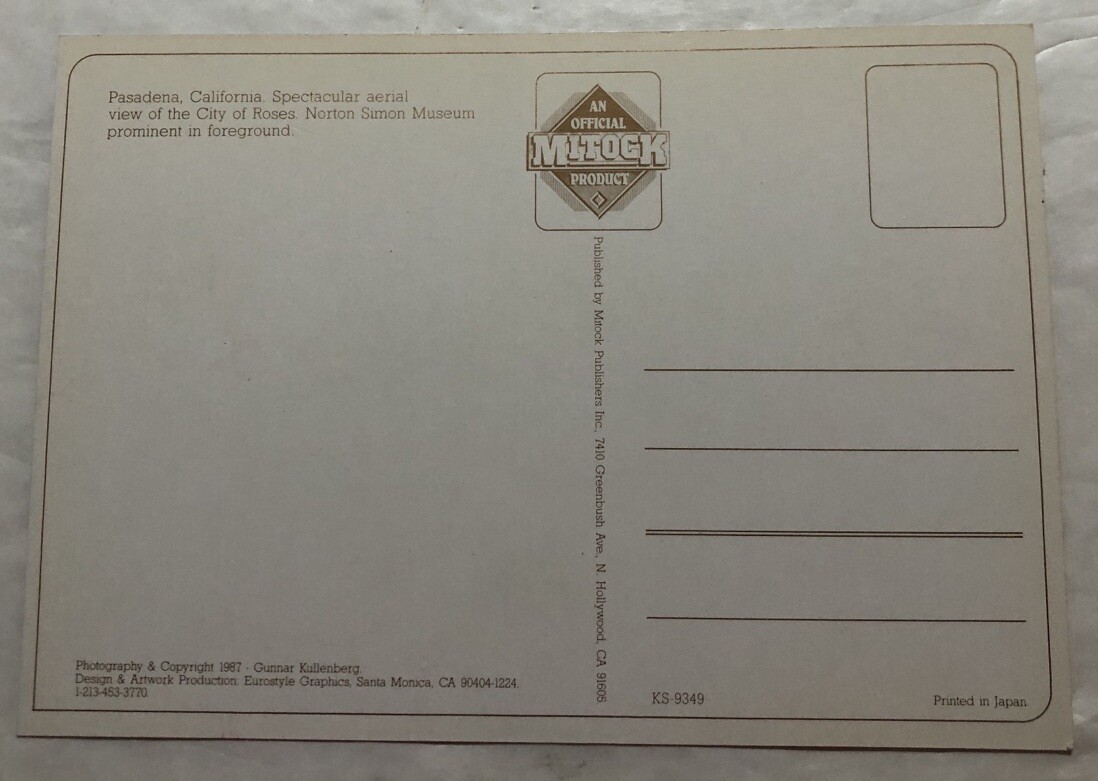 Pasadena, California. Spectacular aerial
view of the City of Roses. Norton Simon Museum
prominent in foreground.
AN
OFFICIAL
MITOCK
PRODUCT
Published by Mitock Publishers Inc., 7410 Greenbush Ave., N. Hollywood, CA 91605
Photography & Copyright 1987 - Gunnar Kullenberg.
Design & Artwork Production. Eurostyle Graphics, Santa Monica, CA 90404-1224.
1-213-453-3770
KS-9349
Printed in Japan